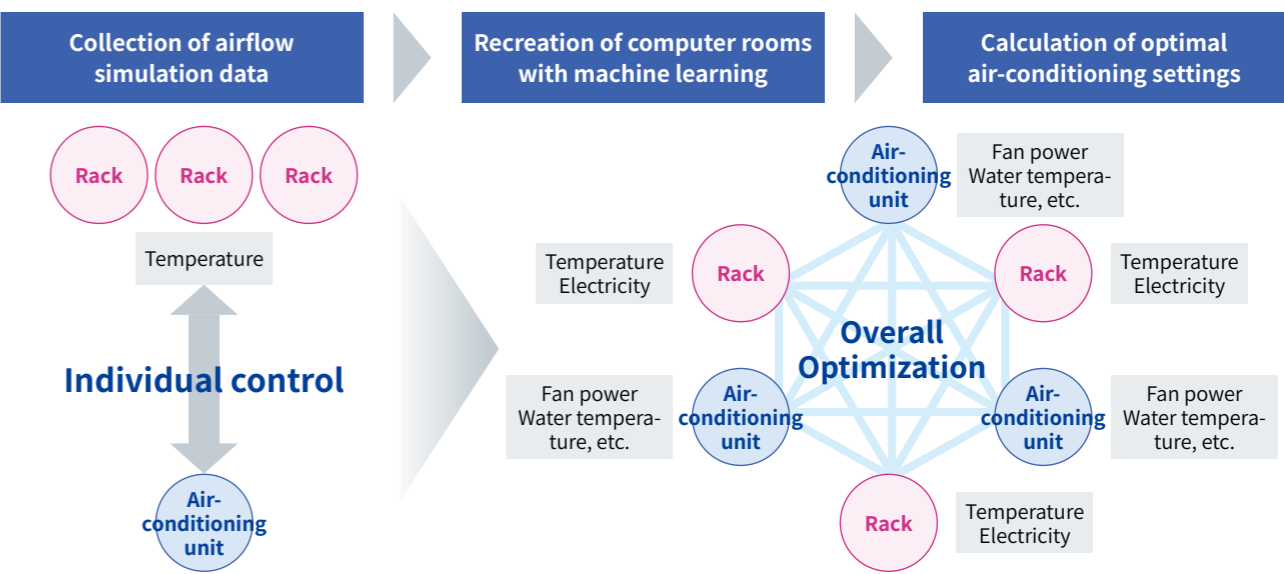 Collection of airflow
simulation data
Recreation of computer rooms
with machine learning
Calculation of optimal
air-conditioning settings
Rack
Rack
Rack
Temperature
Individual control
Air-
conditioning
unit
Air-
conditioning
unit
Fan power
Water tempera-
ture, etc.
Temperature
Electricity
Rack
Rack
Temperature
Electricity
Overall
Optimization
Fan power
Water tempera-
ture, etc.
Air-
conditioning
unit
Air-
conditioning
unit
Fan power
Water tempera-
ture, etc.
Rack
Temperature
Electricity